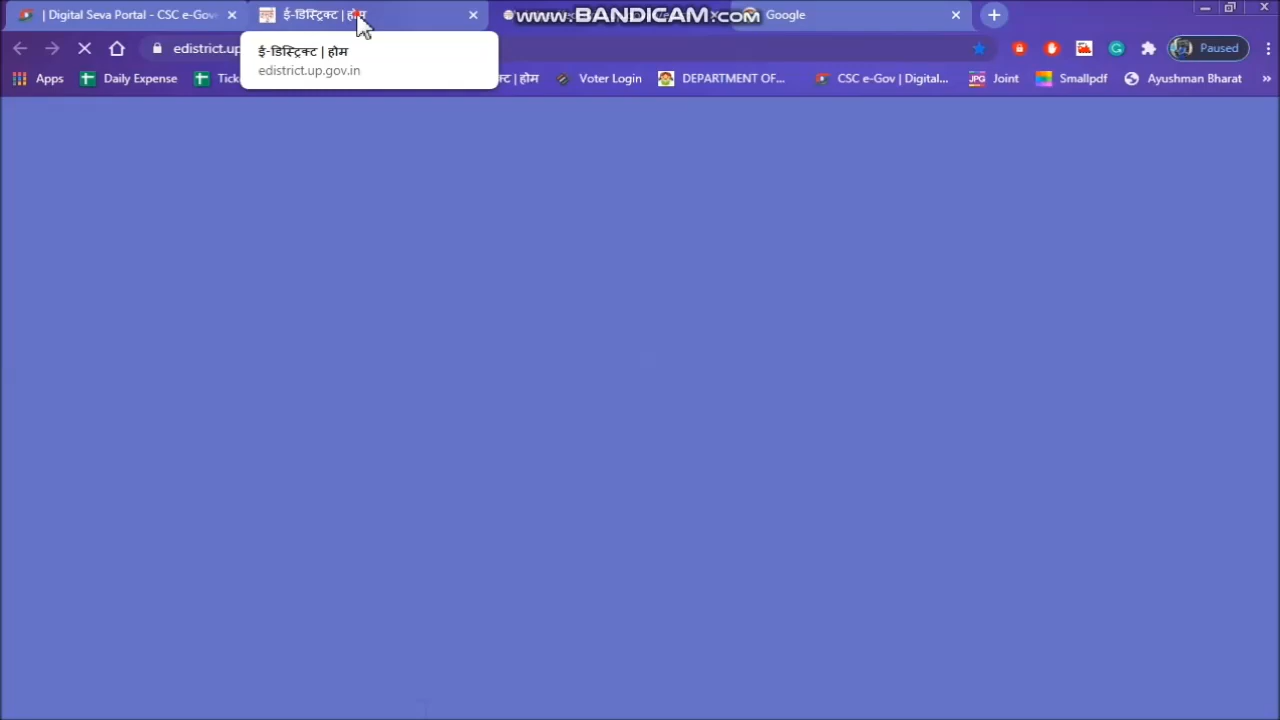 | Digital Seva Portal - CSC e-Gov
ई-डिस्ट्रिक्ट | होम
www.BANDICAM.com
Google
edistrict.up
Paused
ई-डिस्ट्रिक्ट | होम
edistrict.up.gov.in
Apps
Daily Expense
Tick
क्ट | होम
Voter Login
DEPARTMENT OF...
CSC e-Gov | Digital...
JPG
Joint
Smallpdf
Ayushman Bharat
»